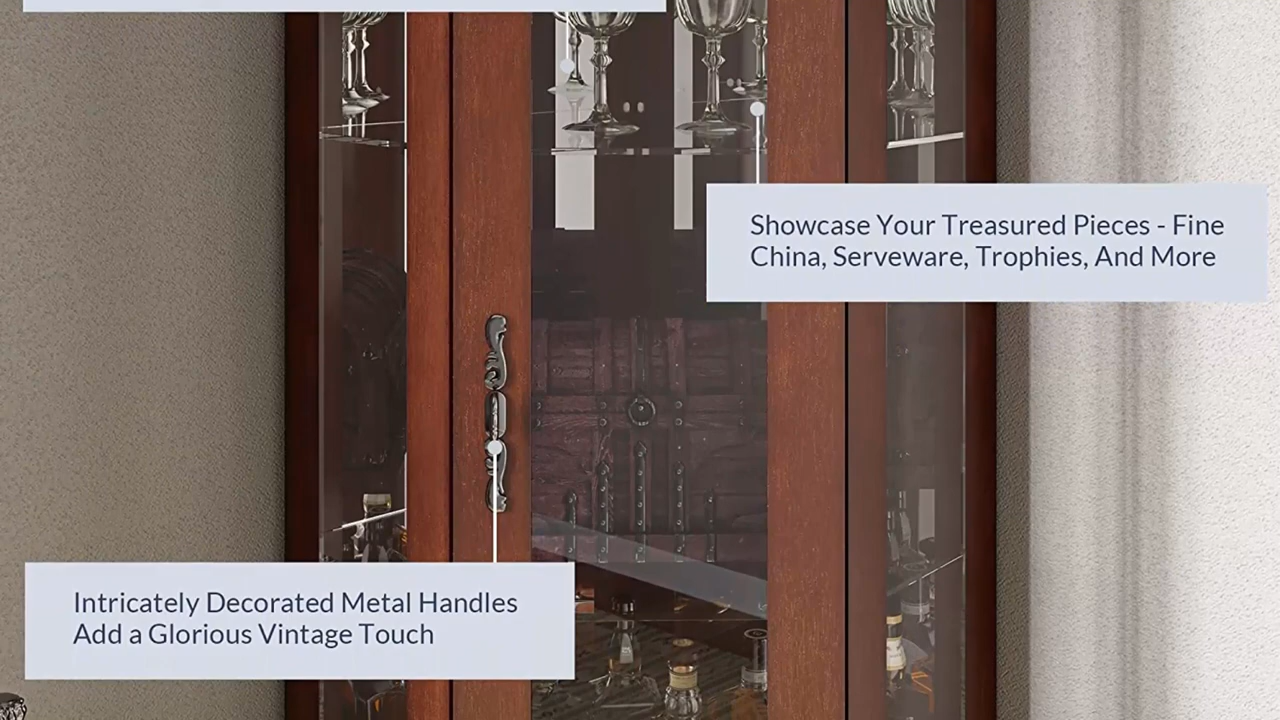 Showcase Your Treasured Pieces - Fine
China, Serveware, Trophies, And More
Intricately Decorated Metal Handles
Add a Glorious Vintage Touch